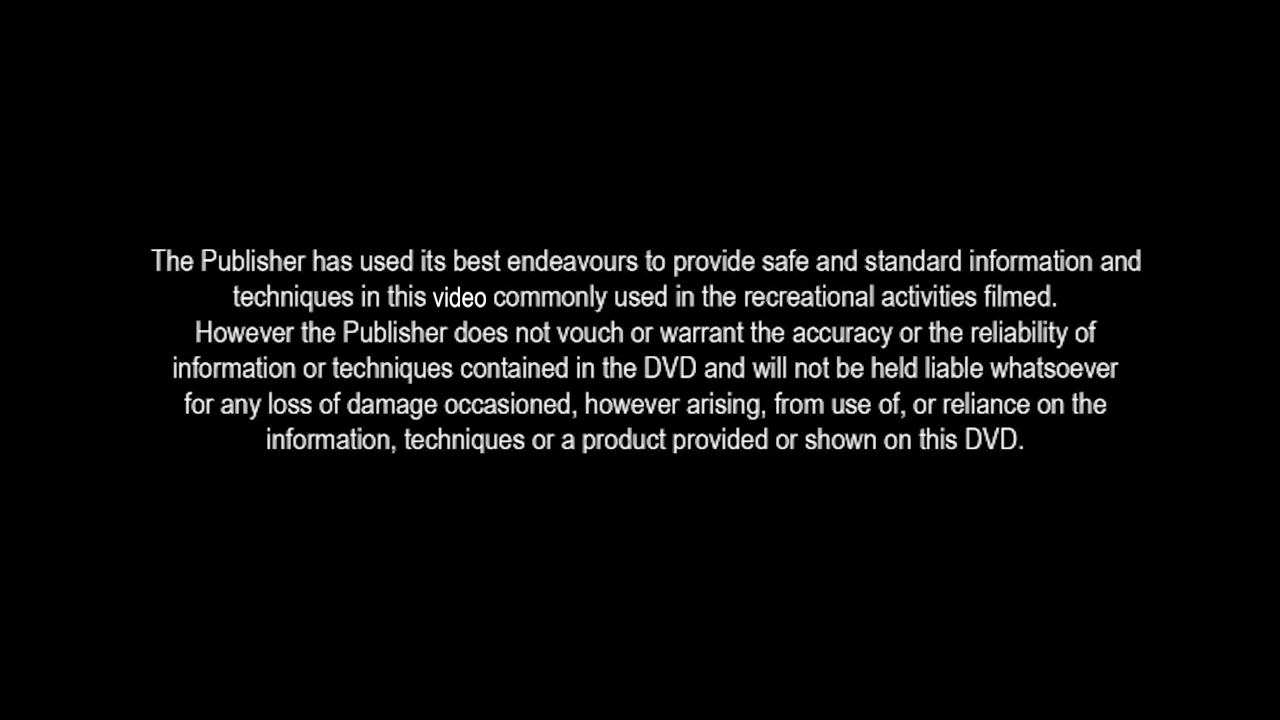 The Publisher has used its best endeavours to provide safe and standard information and
techniques in this video commonly used in the recreational activities filmed.
However the Publisher does not vouch or warrant the accuracy or the reliability of
information or techniques contained in the DVD and will not be held liable whatsoever
for any loss of damage occasioned, however arising, from use of, or reliance on the
information, techniques or a product provided or shown on this DVD.